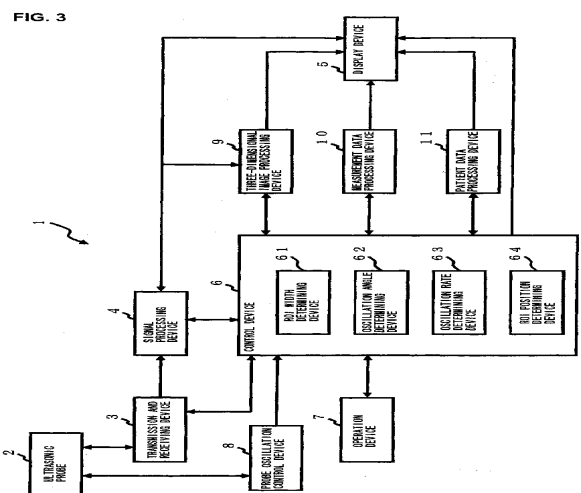 FIG. 3
1
2
ULTRASONIC
PROBE
3
TRANSMISSION AND
RECEIVING DEVICE
4
SIGNAL
PROCESSING
DEVICE
5
DISPLAY DEVICE
6
CONTROL DEVICE
61
ROI WIDTH
DETERMINING
DEVICE
62
OSCILLATION ANGLE
DETERMINING
DEVICE
63
OSCILLATION RATE
DETERMINING
DEVICE
64
ROI POSITION
DETERMINING
DEVICE
7
OPERATION
DEVICE
8
PROBE OSCILLATION
CONTROL DEVICE
9
THREE-DIMENSIONAL
IMAGE PROCESSING
DEVICE
10
MEASUREMENT DATA
PROCESSING DEVICE
11
PATIENT DATA
PROCESSING DEVICE